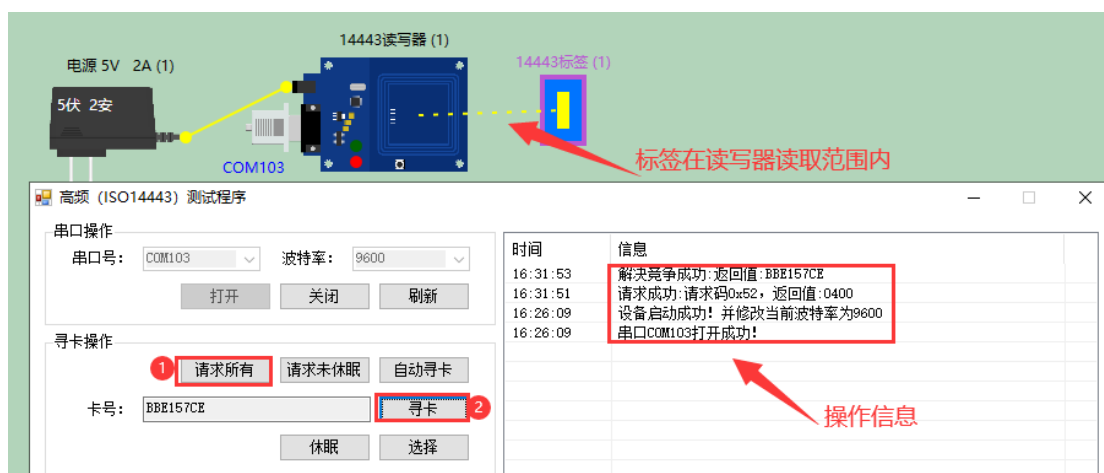 14443读写器 (1)
电源 5V 2A (1)
14443标签 (1)
5伏 2安
COM103
标签在读写器读取范围内
高频（ISO14443）测试程序
串口操作
串口号： COM103 波特率： 9600
打开 关闭 刷新
寻卡操作
1 请求所有 请求未休眠 自动寻卡
卡号： BBE157CE 寻卡 2
休眠 选择
时间 信息
16:31:53 解决竞争成功:返回值:BBE157CE
16:31:51 请求成功:请求码0x52，返回值:0400
16:26:09 设备启动成功！并修改当前波特率为9600
16:26:09 串口COM103打开成功！
操作信息